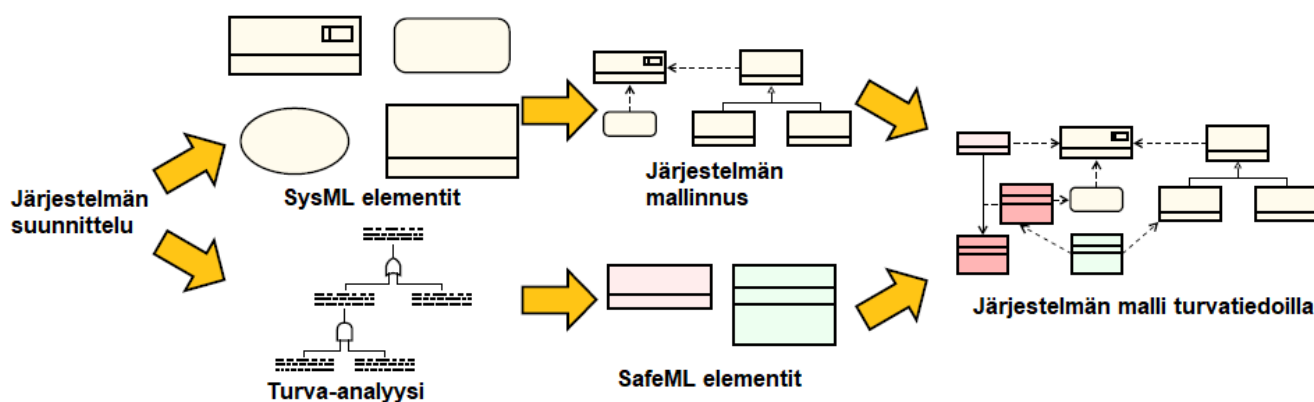 Järjestelmän
suunnittelu
SysML elementit
Turva-analyysi
Järjestelmän
mallinnus
SafeML elementit
Järjestelmän malli turvatiedoilla